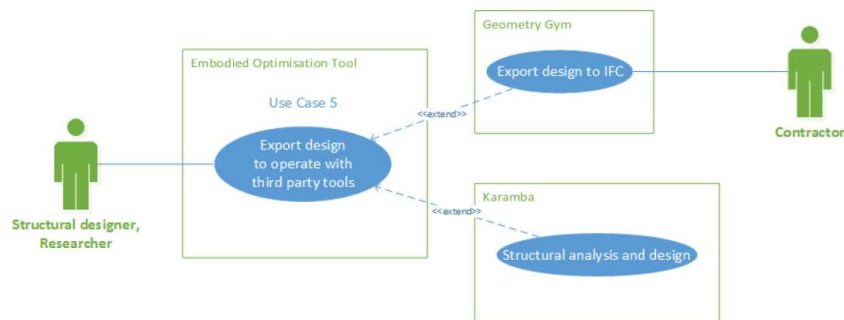 Geometry Gym
Embodied Optimisation Tool
Export design to IFC
Use Case 5
<<extend>>
Contractor
Export design
to operate with
third party tools
Karamba
<<extend>>
Structural designer,
Researcher
Structural analysis and design